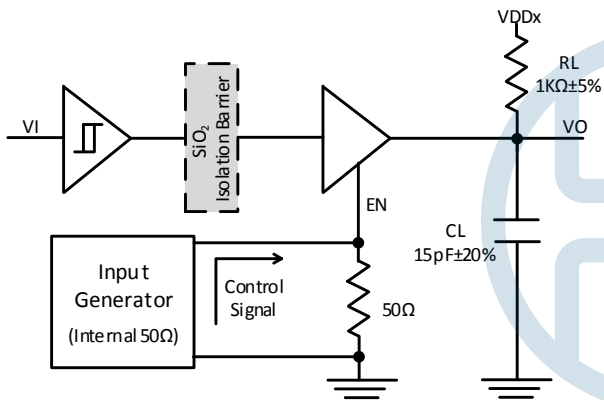 VDDx
RL
1KΩ±5%
VI
SiO₂
Isolation Barrier
VO
EN
CL
15pF±20%
Input
Generator
(Internal 50Ω)
Control
Signal
50Ω